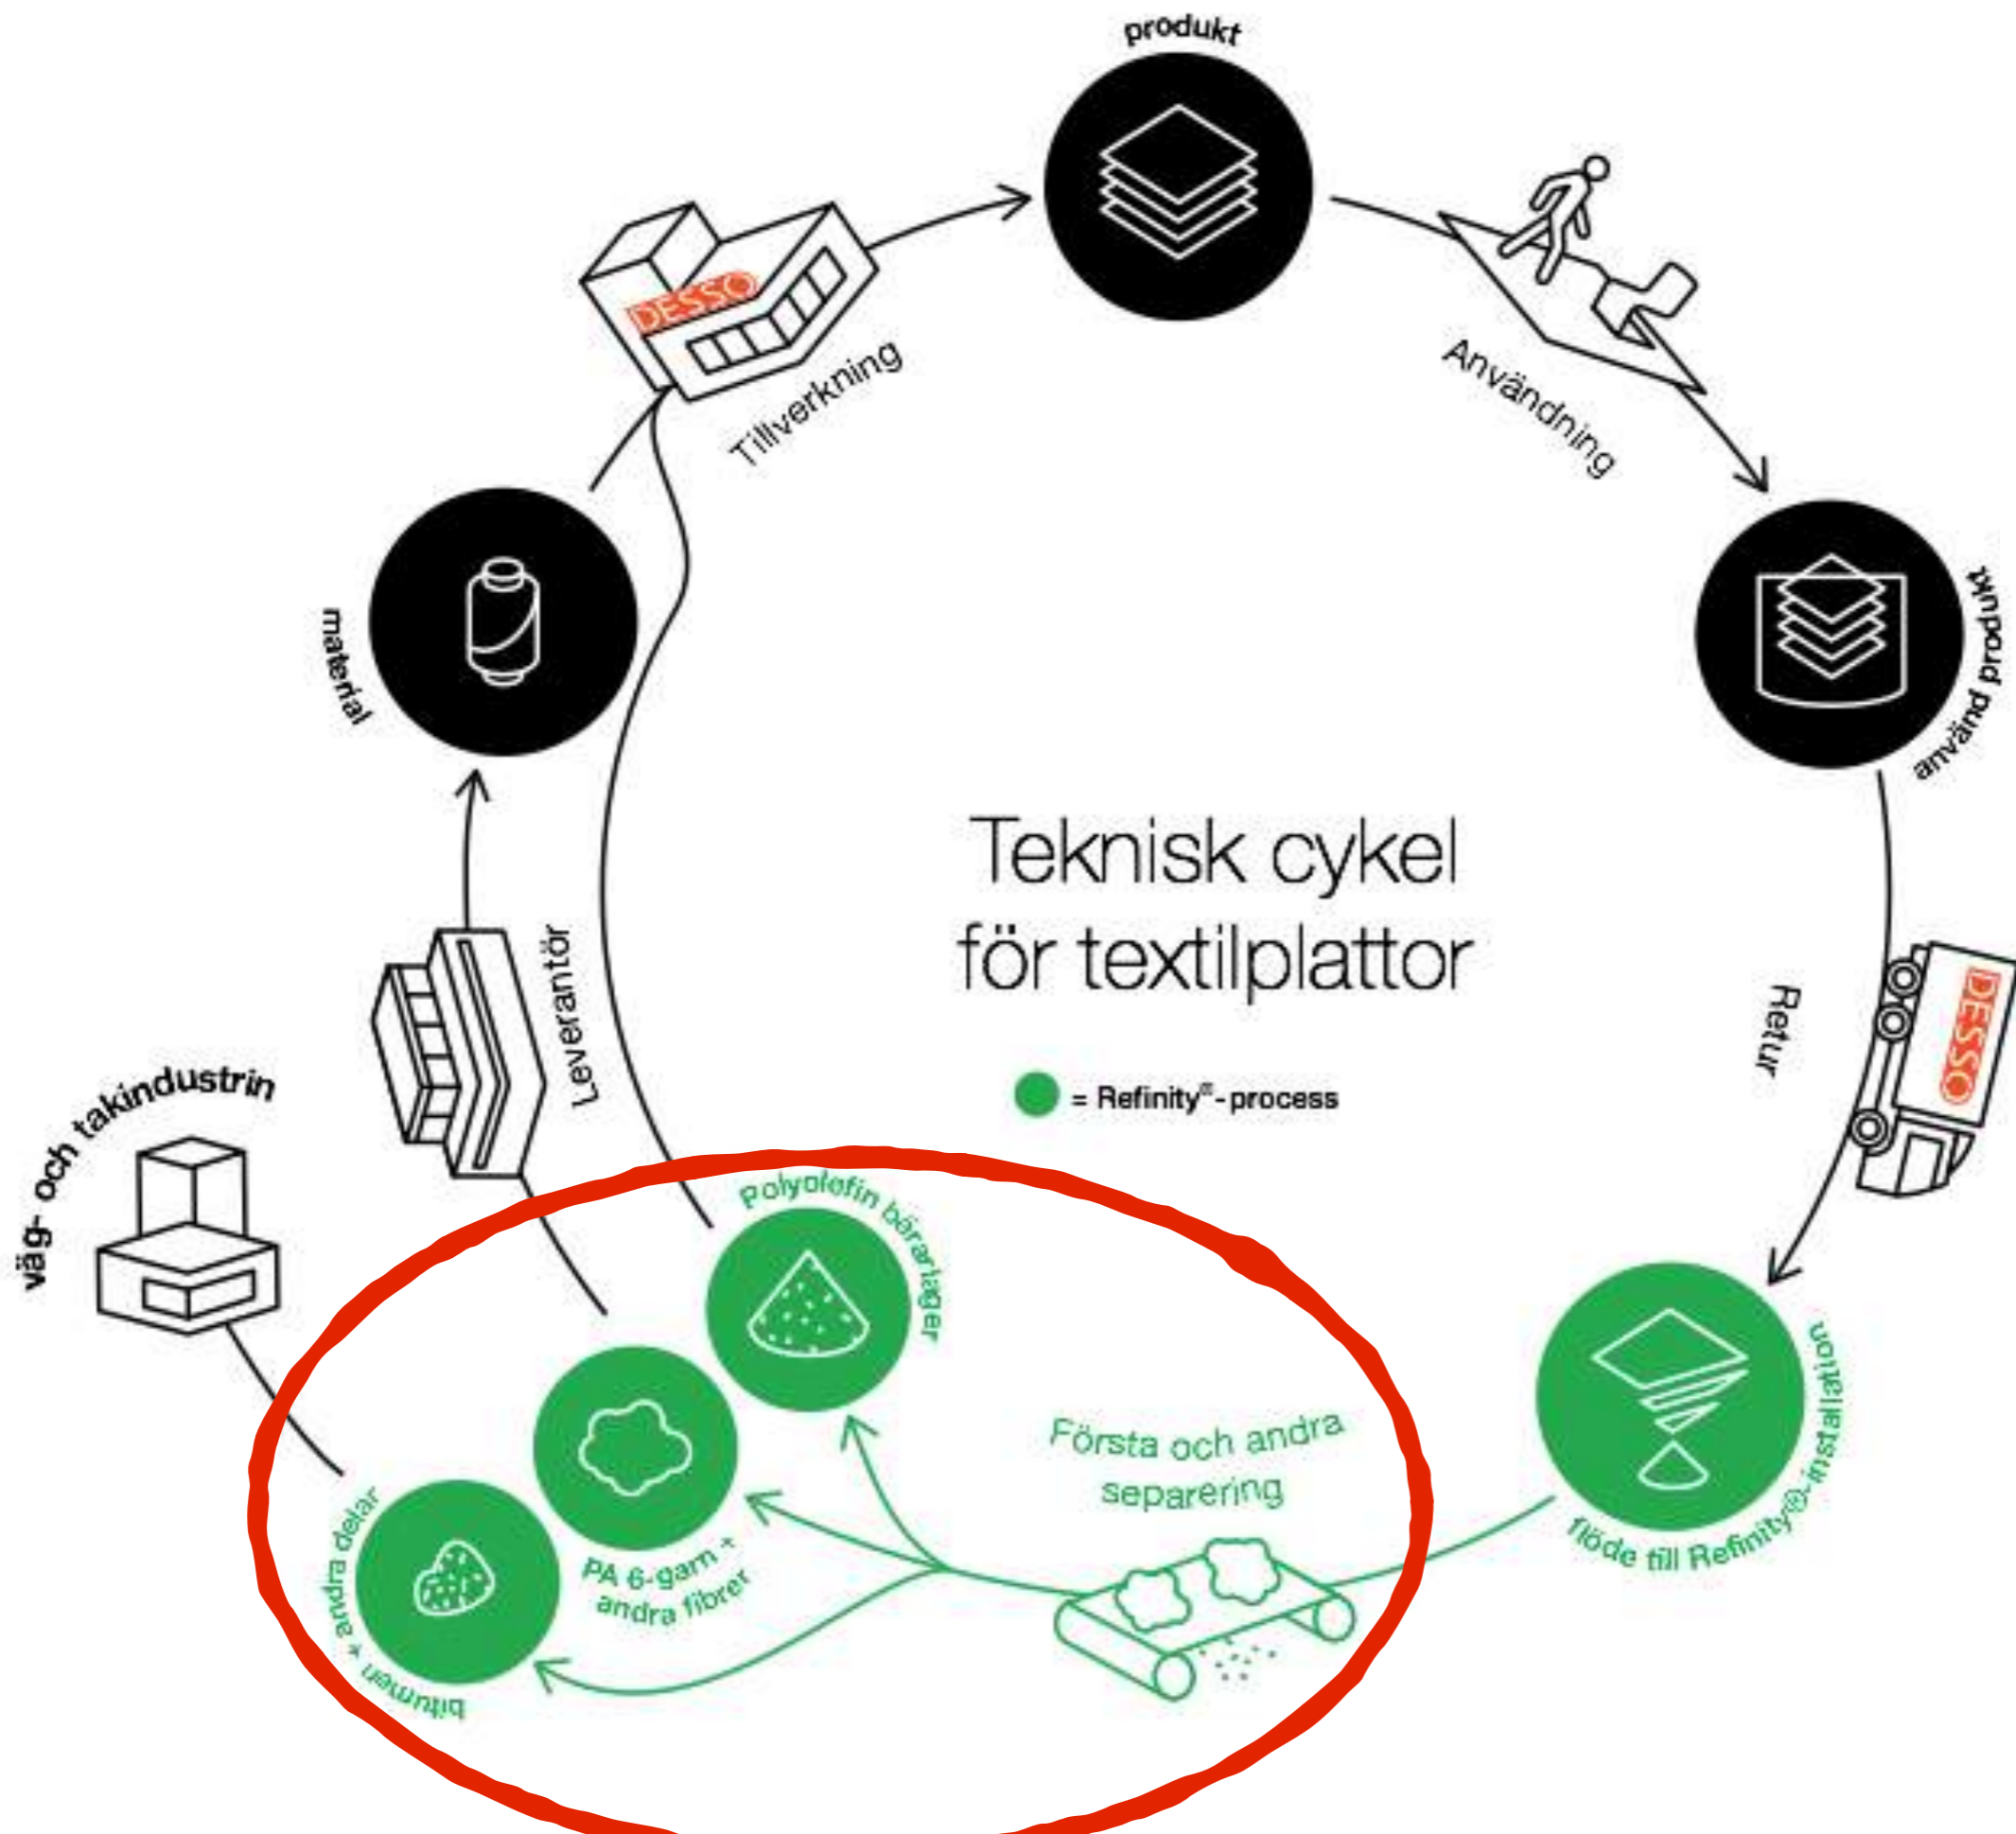 produkt
DESSO
Tillverkning
Användning
material
använd produkt
Teknisk cykel
för textilplattor
= Refinity®-process
Leverantör
Retur
DESSO
väg- och takindustrin
Polyolefin bärarlager
Första och andra
separering
PA 6-garn +
andra fibrer
bitumen + andra delar
flöde till Refinity®-installation